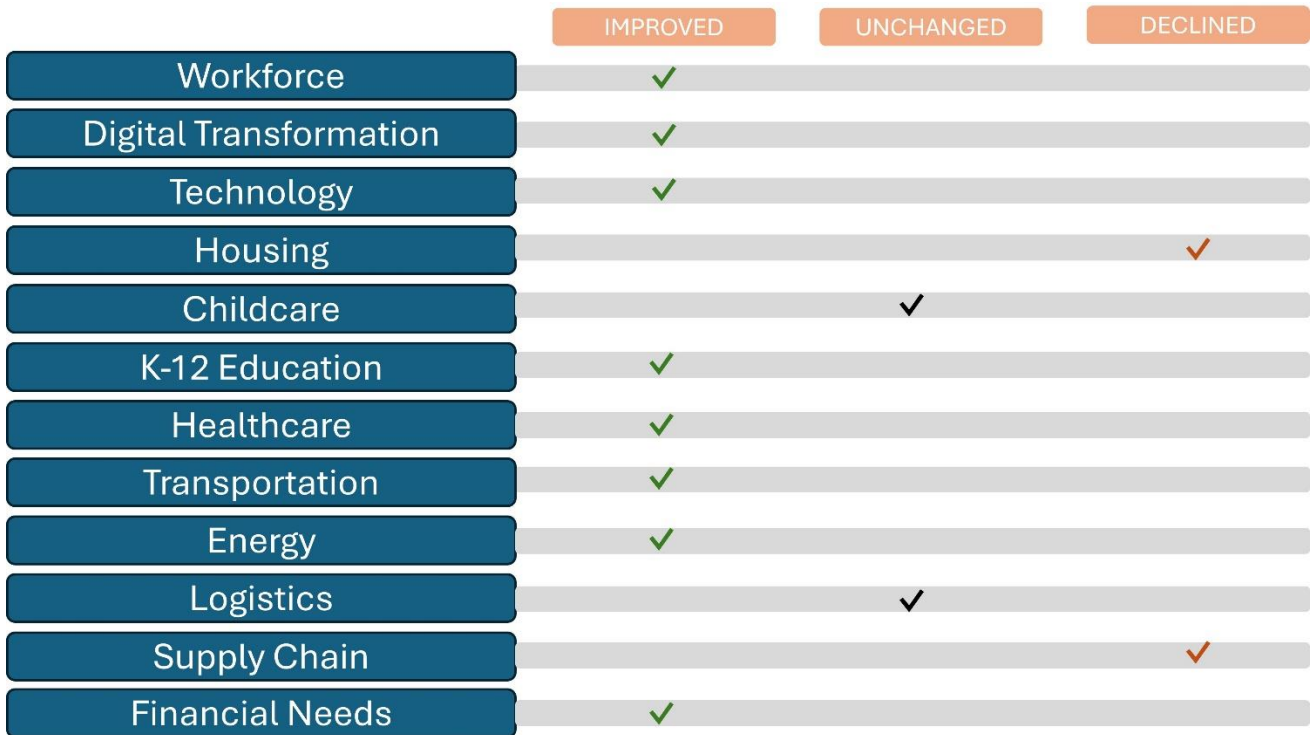 IMPROVED UNCHANGED DECLINED
Workforce
Digital Transformation
Technology
Housing
Childcare
K-12 Education
Healthcare
Transportation
Energy
Logistics
Supply Chain
Financial Needs